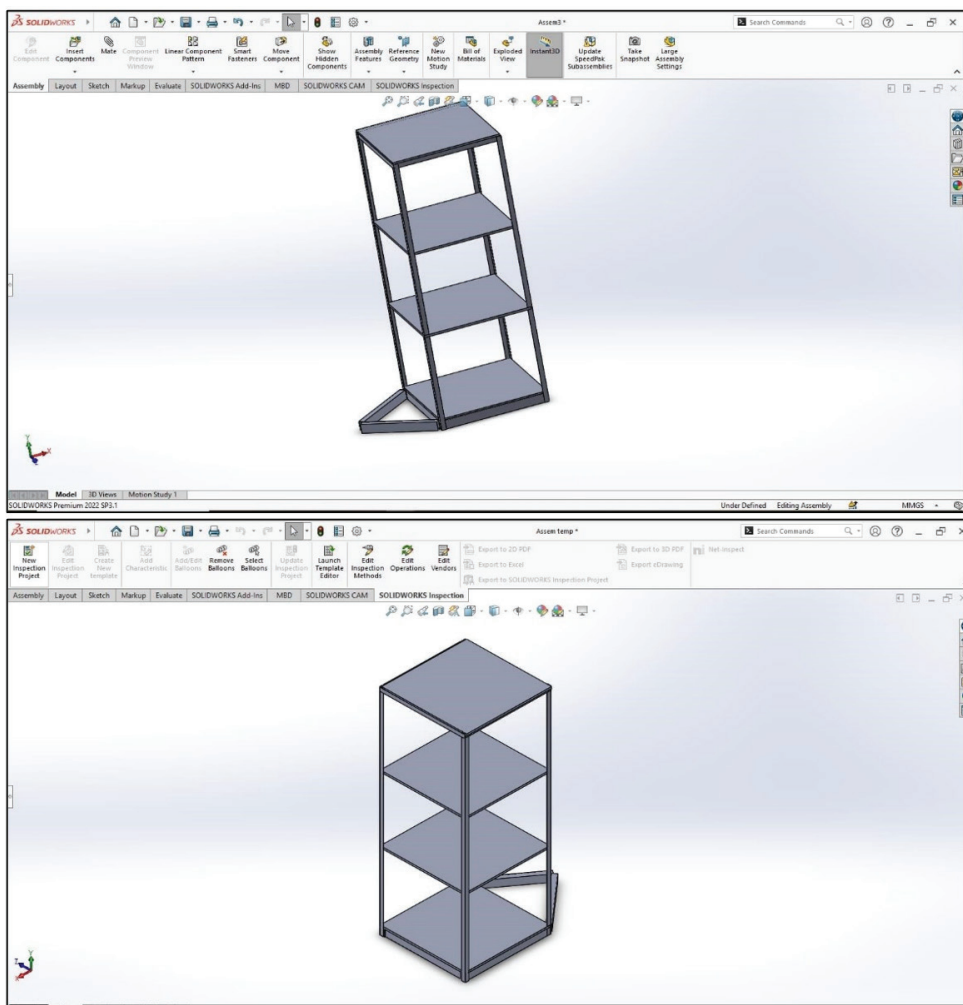 SOLIDWORKS Assem3 * Search Commands
Edit Component Insert Components Mate Component Preview Window Linear Component Pattern Smart Fasteners Move Component Show Hidden Components Assembly Features Reference Geometry New Motion Study Bill of Materials Exploded View Instant3D Update SpeedPak Subassemblies Take Snapshot Large Assembly Settings
Assembly Layout Sketch Markup Evaluate SOLIDWORKS Add-Ins MBD SOLIDWORKS CAM SOLIDWORKS Inspection
Y X
Model 3D Views Motion Study 1
SOLIDWORKS Premium 2022 SP3.1 Under Defined Editing Assembly MMGS
SOLIDWORKS Assem temp * Search Commands
New Inspection Project Edit Inspection Project Create New template Add Characteristic Add/Edit Balloons Remove Balloons Select Balloons Update Inspection Project Launch Template Editor Edit Inspection Methods Edit Operations Edit Vendors Export to 2D PDF Export to 3D PDF Net-Inspect
Export to Excel Export eDrawing
Export to SOLIDWORKS Inspection Project
Assembly Layout Sketch Markup Evaluate SOLIDWORKS Add-Ins MBD SOLIDWORKS CAM SOLIDWORKS Inspection
Z Y X